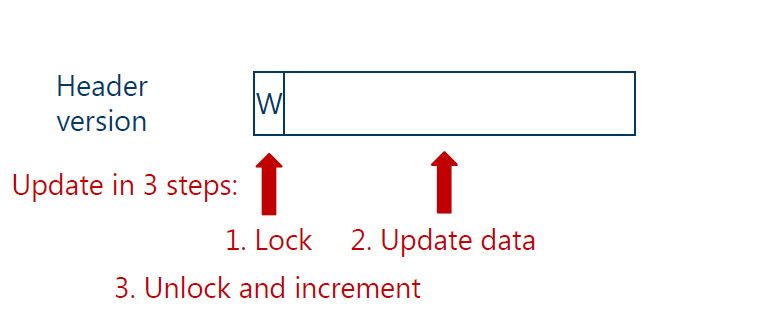 Header
version
W
Update in 3 steps:
1. Lock
2. Update data
3. Unlock and increment